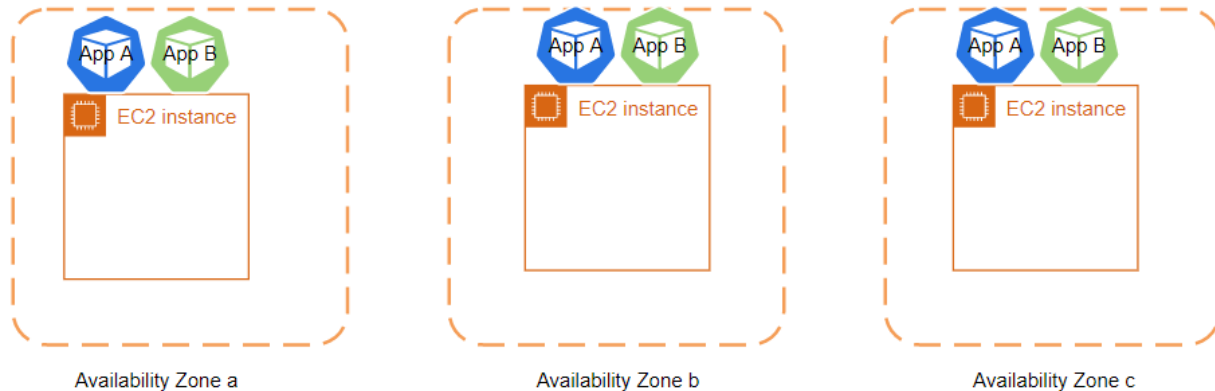 App A
App B
EC2 instance
App A
App B
EC2 instance
App A
App B
EC2 instance
Availability Zone a
Availability Zone b
Availability Zone c